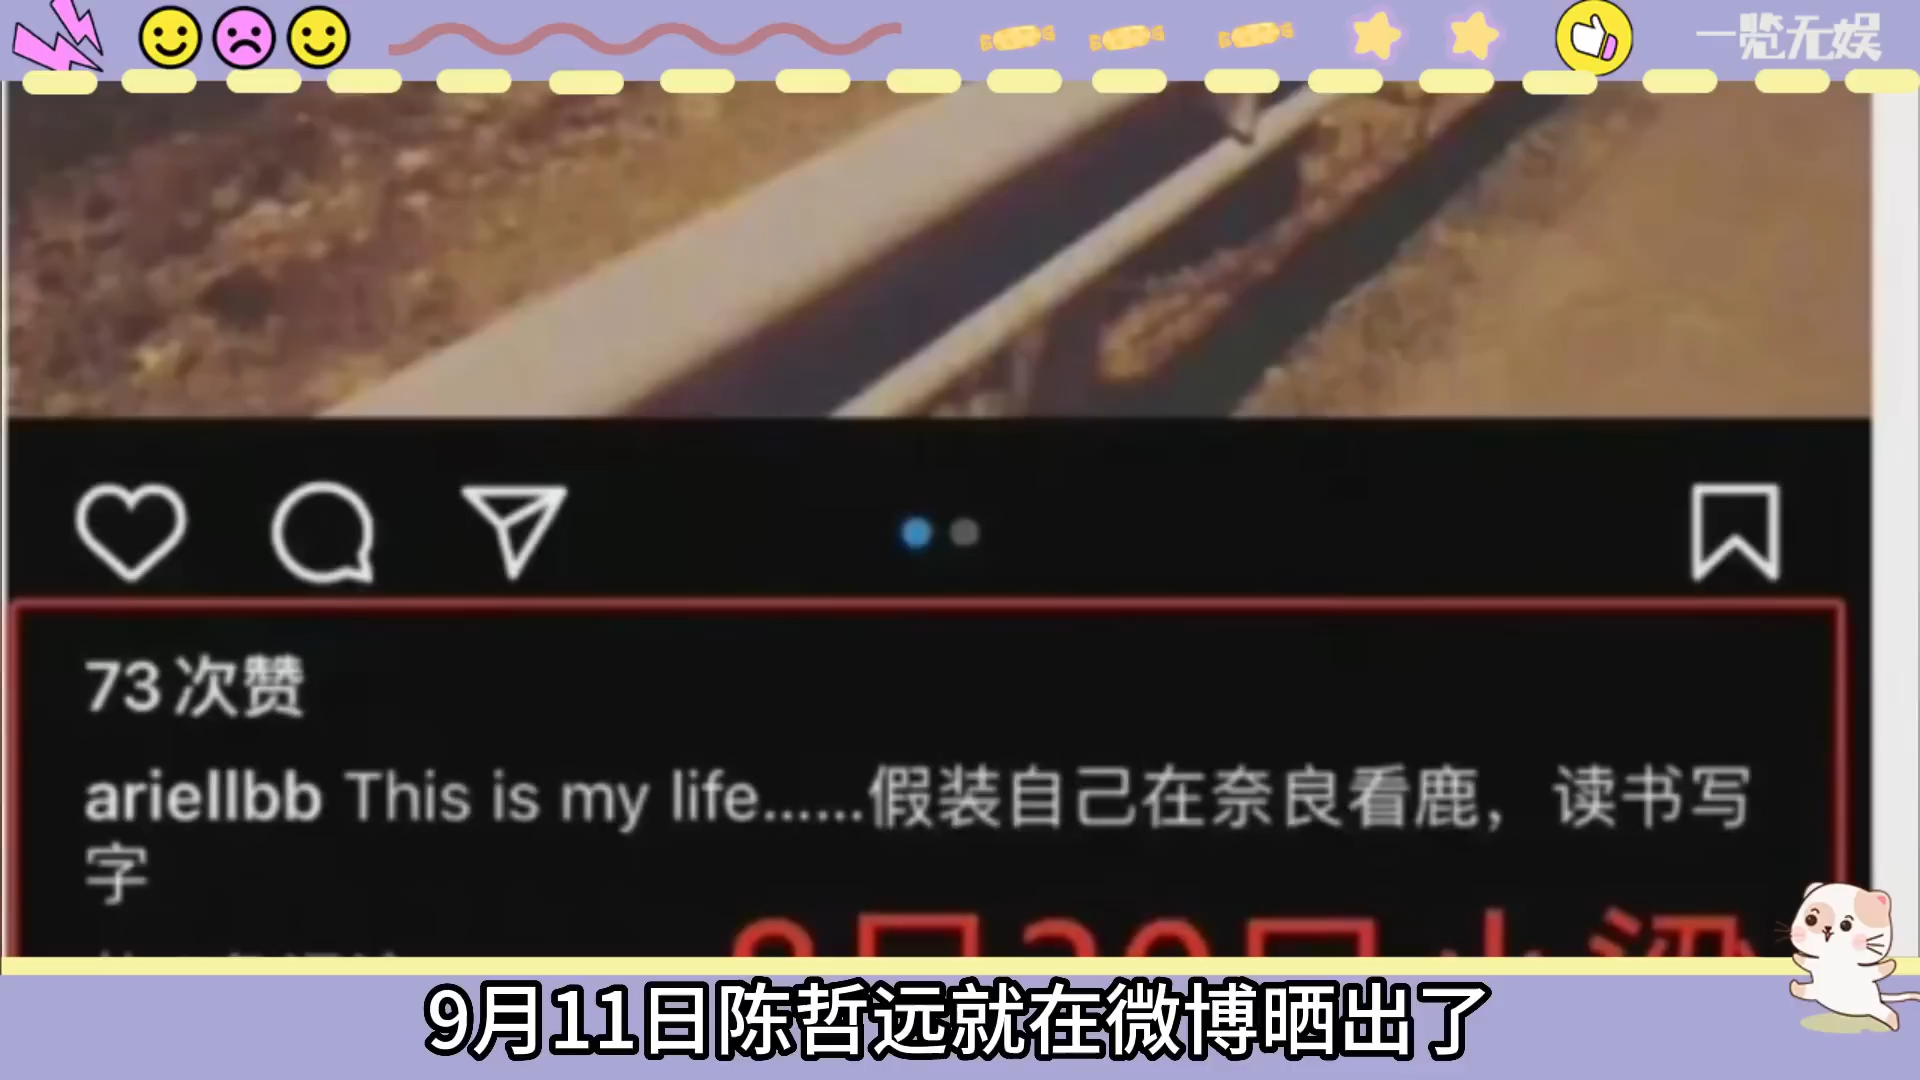 一览无娱
73次赞
ariellbb This is my life……假装自己在奈良看鹿，读书写
字
9月11日陈哲远就在微博晒出了